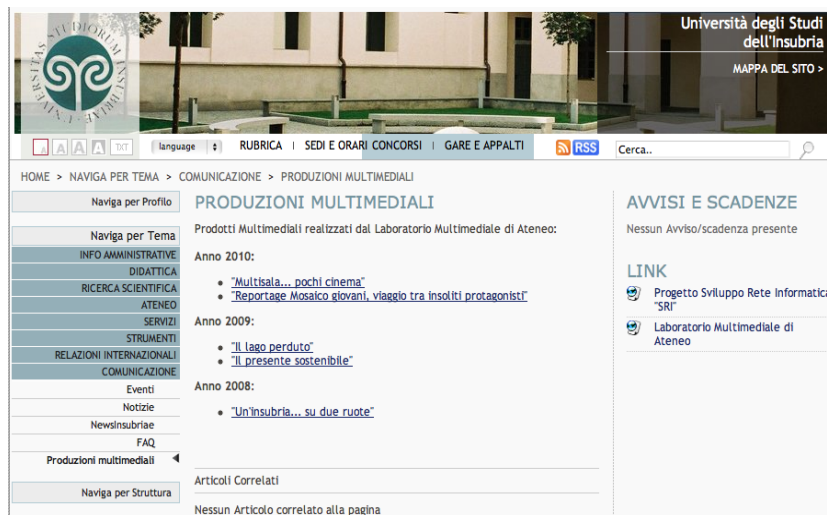 Università degli Studi
dell'Insubria
MAPPA DEL SITO >
A A A A TXT language RUBRICA | SEDI E ORARI CONCORSI | GARE E APPALTI RSS Cerca..
HOME > NAVIGA PER TEMA > COMUNICAZIONE > PRODUZIONI MULTIMEDIALI
Naviga per Profilo
Naviga per Tema
INFO AMMINISTRATIVE
DIDATTICA
RICERCA SCIENTIFICA
ATENEO
SERVIZI
STRUMENTI
RELAZIONI INTERNAZIONALI
COMUNICAZIONE
Eventi
Notizie
NewsInsubriae
FAQ
Produzioni multimediali
Naviga per Struttura
PRODUZIONI MULTIMEDIALI
Prodotti Multimediali realizzati dal Laboratorio Multimediale di Ateneo:
Anno 2010:
"Multisala... pochi cinema"
"Reportage Mosaico giovani, viaggio tra insoliti protagonisti"
Anno 2009:
"Il lago perduto"
"Il presente sostenibile"
Anno 2008:
"Un'insubria... su due ruote"
Articoli Correlati
Nessun Articolo correlato alla pagina
AVVISI E SCADENZE
Nessun Avviso/scadenza presente
LINK
Progetto Sviluppo Rete Informatica
"SRI"
Laboratorio Multimediale di
Ateneo